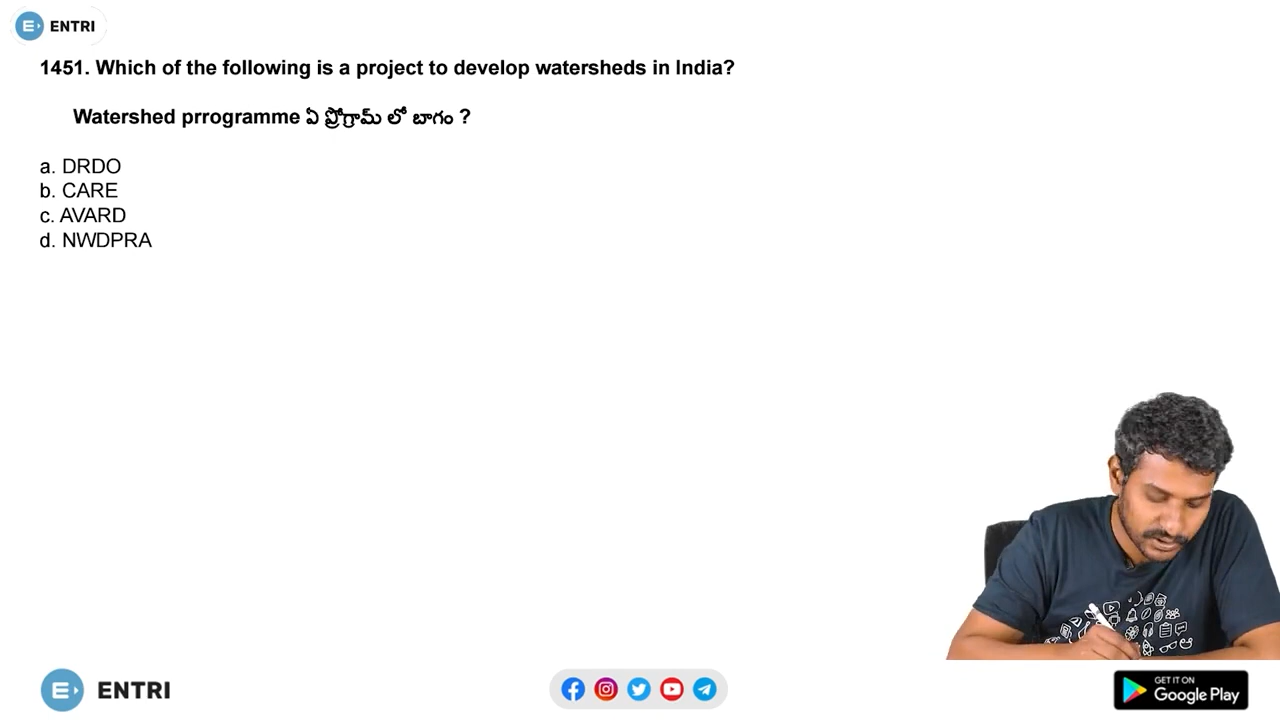 ENTRI
1451. Which of the following is a project to develop watersheds in India?
Watershed prrogramme ఏ ప్రోగ్రామ్ లో బాగం ?
a. DRDO
b. CARE
c. AVARD
d. NWDPRA
ENTRI
GET IT ON
Google Play